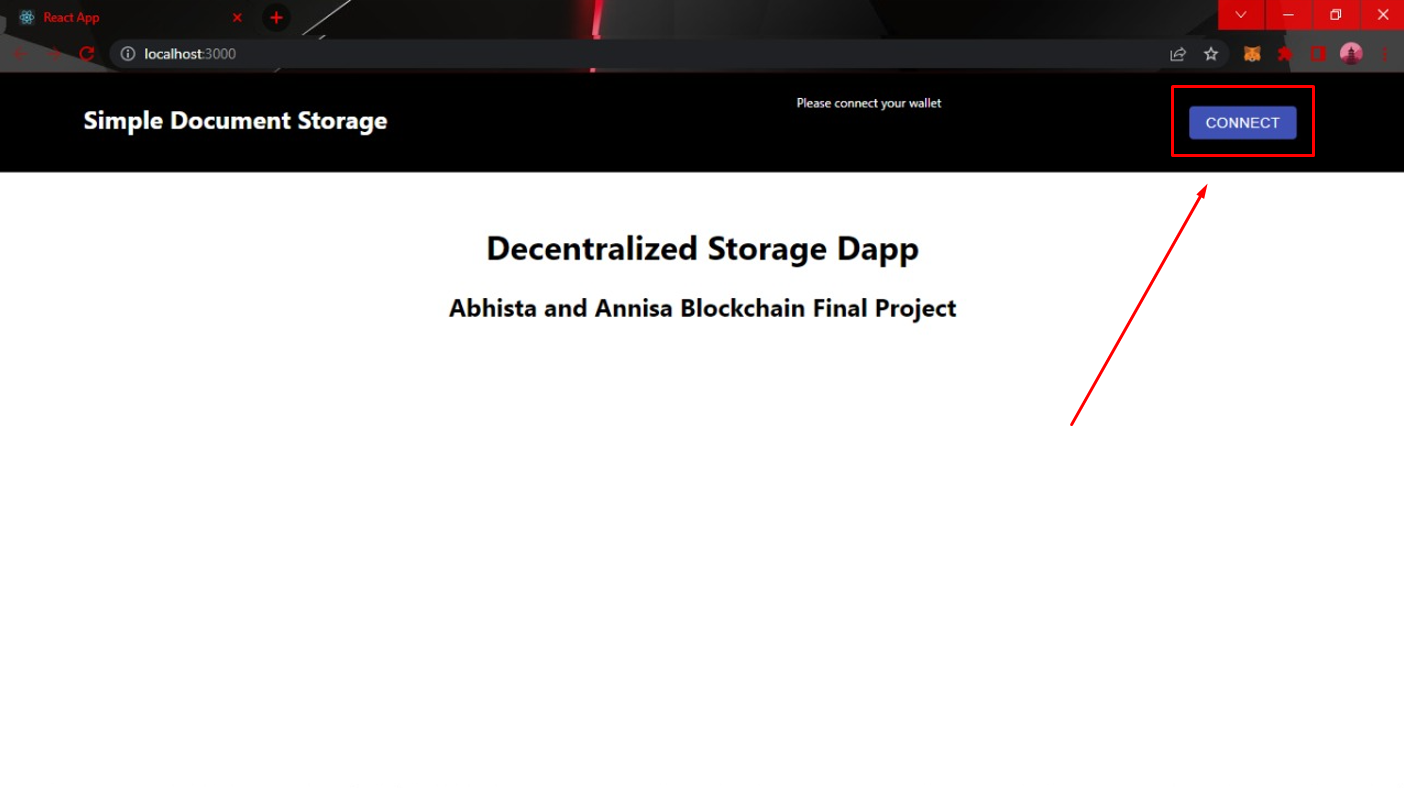 React App
localhost:3000
Please connect your wallet
Simple Document Storage
CONNECT
Decentralized Storage Dapp
Abhista and Annisa Blockchain Final Project